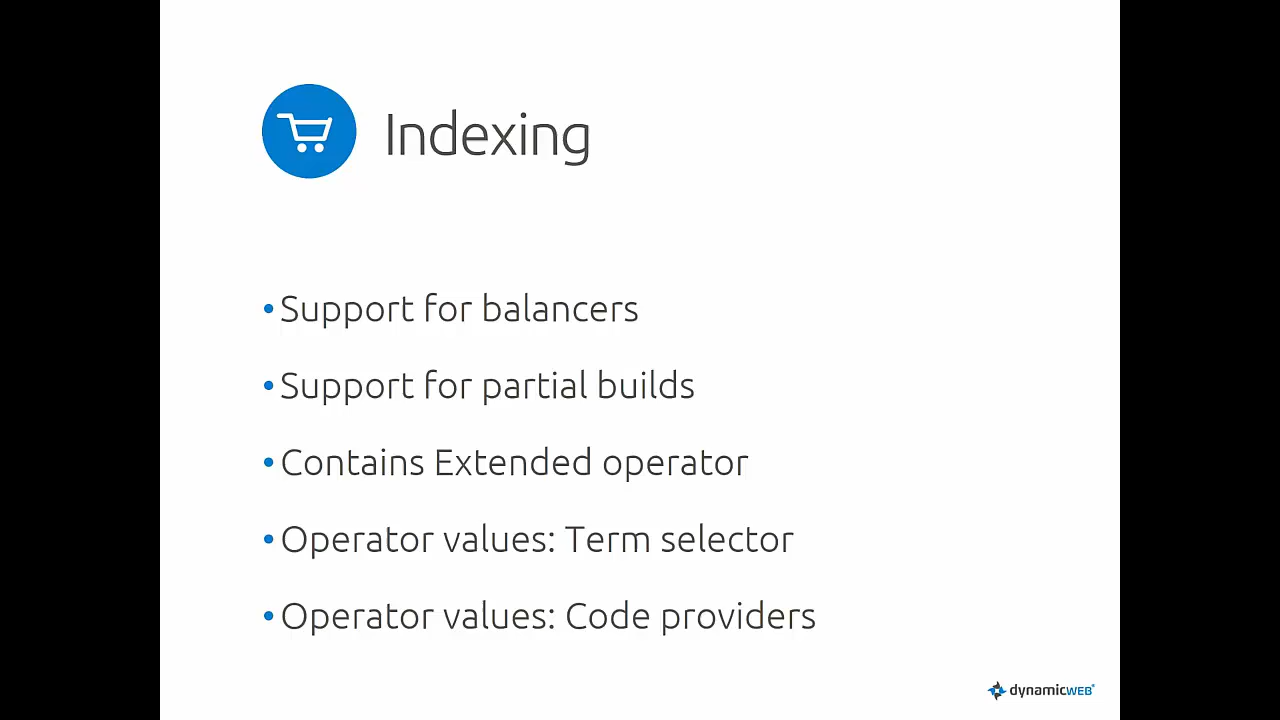 Indexing
•Support for balancers
•Support for partial builds
•Contains Extended operator
•Operator values: Term selector
•Operator values: Code providers
dynamicWEB